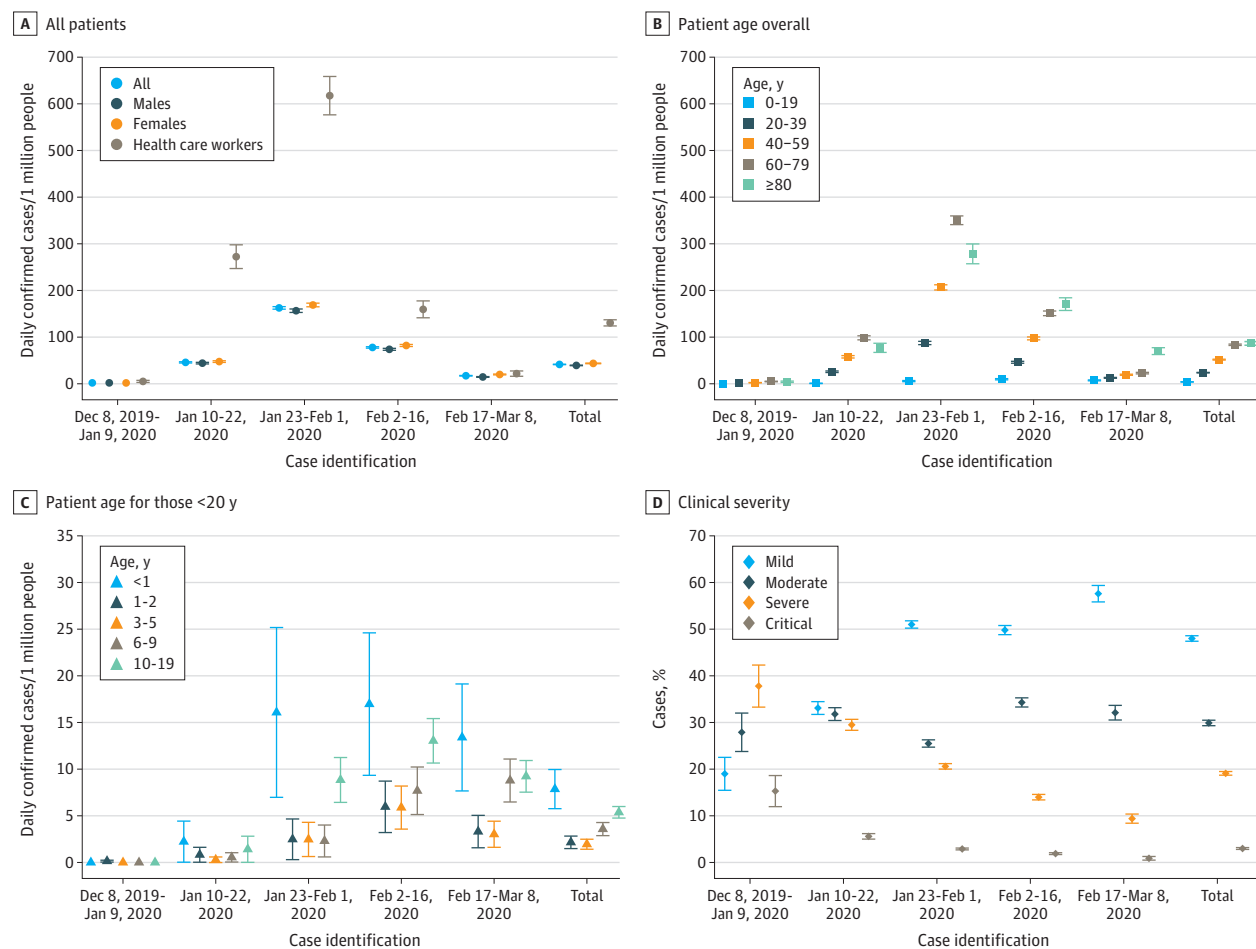 A All patients
700
600
500
400
300
200
100
0
Daily confirmed cases/1 million people
All
Males
Females
Health care workers
Dec 8, 2019-
Jan 9, 2020
Jan 10-22,
2020
Jan 23-Feb 1,
2020
Feb 2-16,
2020
Feb 17-Mar 8,
2020
Total
Case identification
B Patient age overall
700
600
500
400
300
200
100
0
Daily confirmed cases/1 million people
Age, y
0-19
20-39
40–59
60–79
≥80
Dec 8, 2019-
Jan 9, 2020
Jan 10-22,
2020
Jan 23-Feb 1,
2020
Feb 2-16,
2020
Feb 17-Mar 8,
2020
Total
Case identification
C Patient age for those <20 y
35
30
25
20
15
10
5
0
Daily confirmed cases/1 million people
Age, y
<1
1-2
3-5
6-9
10-19
Dec 8, 2019-
Jan 9, 2020
Jan 10-22,
2020
Jan 23-Feb 1,
2020
Feb 2-16,
2020
Feb 17-Mar 8,
2020
Total
Case identification
D Clinical severity
70
60
50
40
30
20
10
0
Cases, %
Mild
Moderate
Severe
Critical
Dec 8, 2019-
Jan 9, 2020
Jan 10-22,
2020
Jan 23-Feb 1,
2020
Feb 2-16,
2020
Feb 17-Mar 8,
2020
Total
Case identification